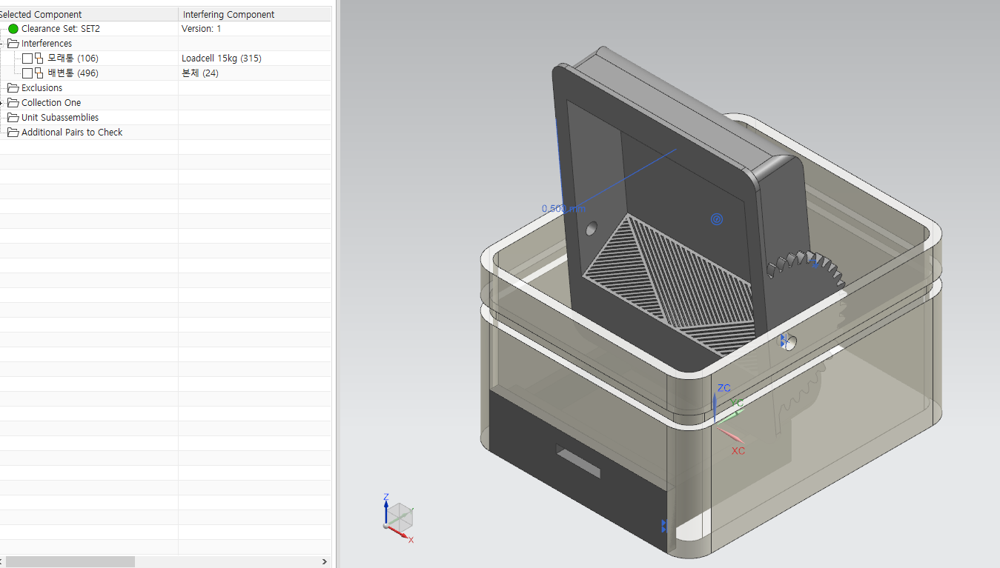 Selected Component Interfering Component
Clearance Set: SET2 Version: 1
Interferences
모래통 (106) Loadcell 15kg (315)
배변통 (496) 본체 (24)
Exclusions
Collection One
Unit Subassemblies
Additional Pairs to Check
0.500 mm
ZC
YC
XC
Z
X